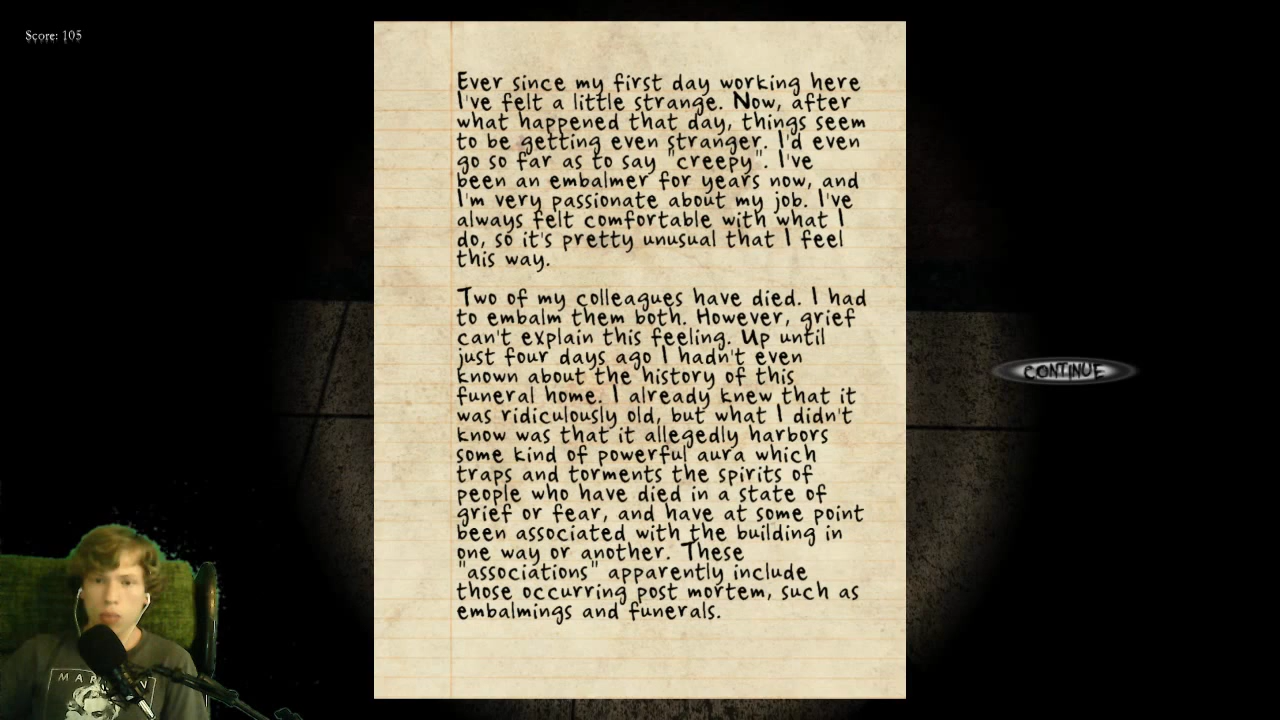 Score: 105
Ever since my first day working here
I've felt a little strange. Now, after
what happened that day, things seem
to be getting even stranger. I'd even
go so far as to say "creepy". I've
been an embalmer for years now, and
I'm very passionate about my job. I've
always felt comfortable with what I
do, so it's pretty unusual that I feel
this way.
Two of my colleagues have died. I had
to embalm them both. However, grief
can't explain this feeling. Up until
just four days ago I hadn't even
known about the history of this
funeral home. I already knew that it
was ridiculously old, but what I didn't
know was that it allegedly harbors
some kind of powerful aura which
traps and torments the spirits of
people who have died in a state of
grief or fear, and have at some point
been associated with the building in
one way or another. These
"associations" apparently include
those occurring post mortem, such as
embalmings and funerals.
CONTINUE